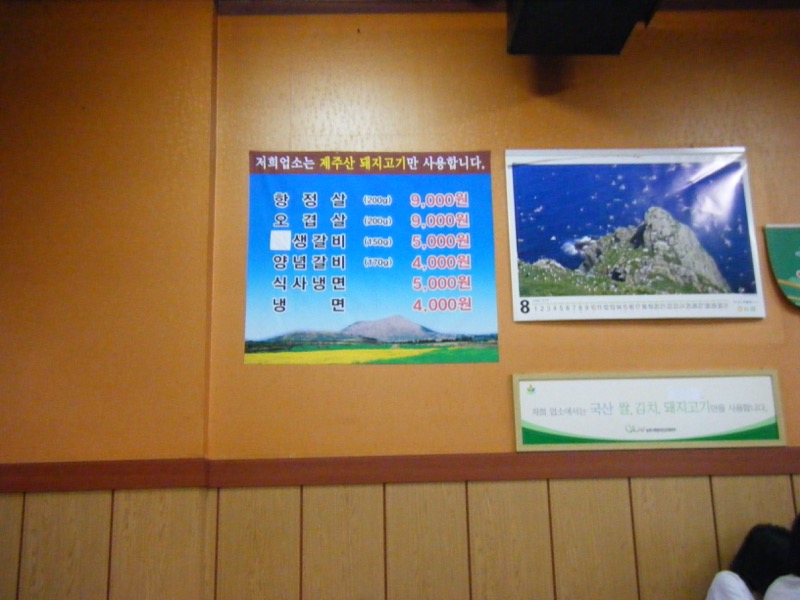 저희업소는 제주산 돼지고기만 사용합니다.
항정살 (200g) 9,000원
오겹살 (200g) 9,000원
생갈비 (150g) 5,000원
양념갈비 (170g) 4,000원
식사냉면 5,000원
냉면 4,000원
8
저희 업소에서는 국산 쌀, 김치, 돼지고기만을 사용합니다.